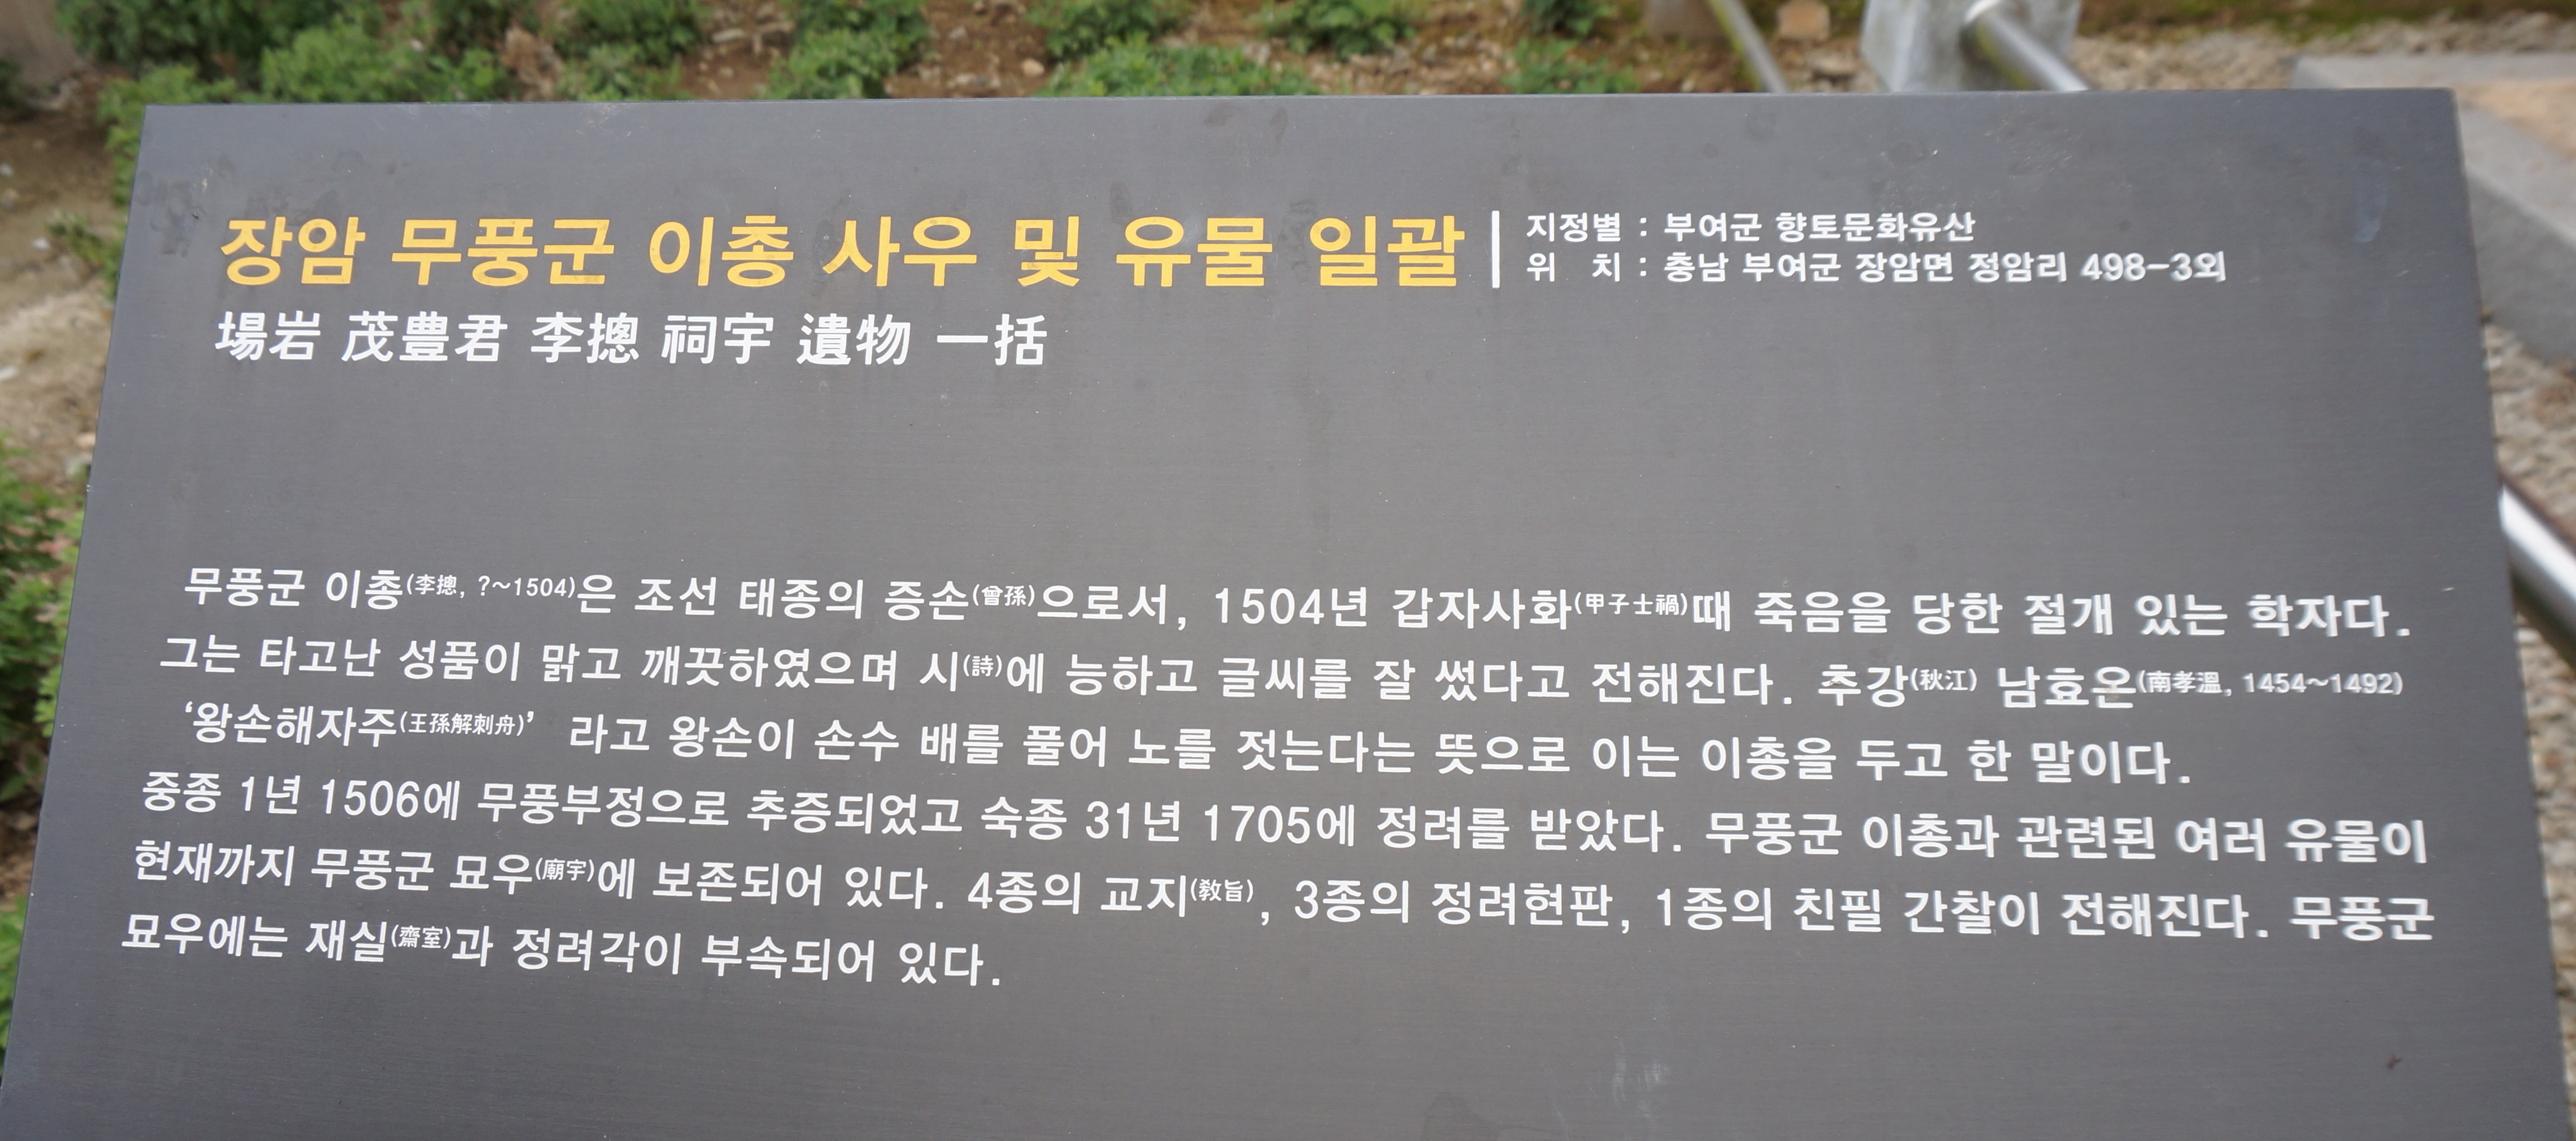 장암 무풍군 이총 사우 및 유물 일괄
지정별 : 부여군 향토문화유산
위 치 : 충남 부여군 장암면 정암리 498-3외
場岩 茂豊君 李摠 祠宇 遺物 一括
무풍군 이총(李摠, ?~1504)은 조선 태종의 증손(曾孫)으로서, 1504년 갑자사화(甲子士禍)때 죽음을 당한 절개 있는 학자다.
그는 타고난 성품이 맑고 깨끗하였으며 시(詩)에 능하고 글씨를 잘 썼다고 전해진다. 추강(秋江) 남효온(南孝溫, 1454~1492)
‘왕손해자주(王孫解刺舟)’ 라고 왕손이 손수 배를 풀어 노를 젓는다는 뜻으로 이는 이총을 두고 한 말이다.
중종 1년 1506에 무풍부정으로 추증되었고 숙종 31년 1705에 정려를 받았다. 무풍군 이총과 관련된 여러 유물이
현재까지 무풍군 묘우(廟宇)에 보존되어 있다. 4종의 교지(敎旨), 3종의 정려현판, 1종의 친필 간찰이 전해진다. 무풍군
묘우에는 재실(齋室)과 정려각이 부속되어 있다.